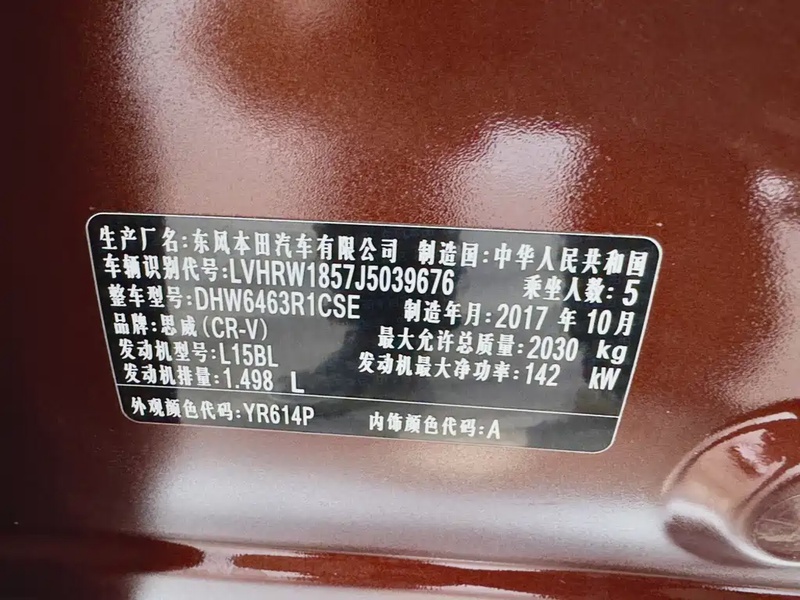 生产厂名:东风本田汽车有限公司 制造国:中华人民共和国
车辆识别代号:LVHRW1857J5039676 乘坐人数:5
整车型号:DHW6463R1CSE 制造年月:2017 年 10 月
品牌:思威(CR-V) 最大允许总质量:2030 kg
发动机型号:L15BL 发动机最大净功率:142 kW
发动机排量:1.498 L
外观颜色代码:YR614P 内饰颜色代码:A